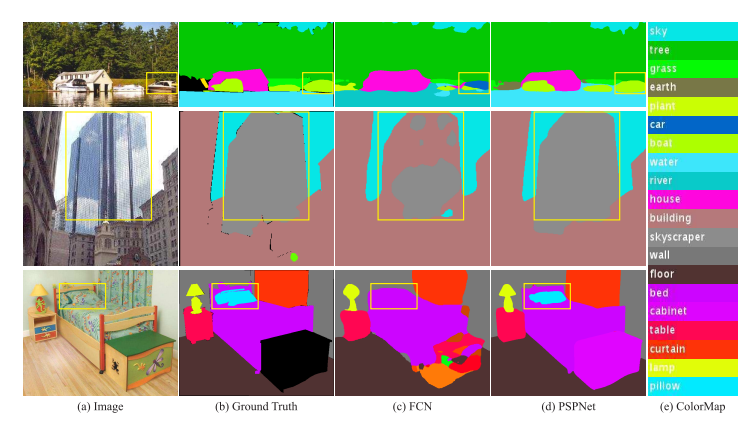 sky
tree
grass
earth
plant
car
boat
water
river
house
building
skyscraper
wall
floor
bed
cabinet
table
curtain
lamp
pillow
(a) Image
(b) Ground Truth
(c) FCN
(d) PSPNet
(e) ColorMap